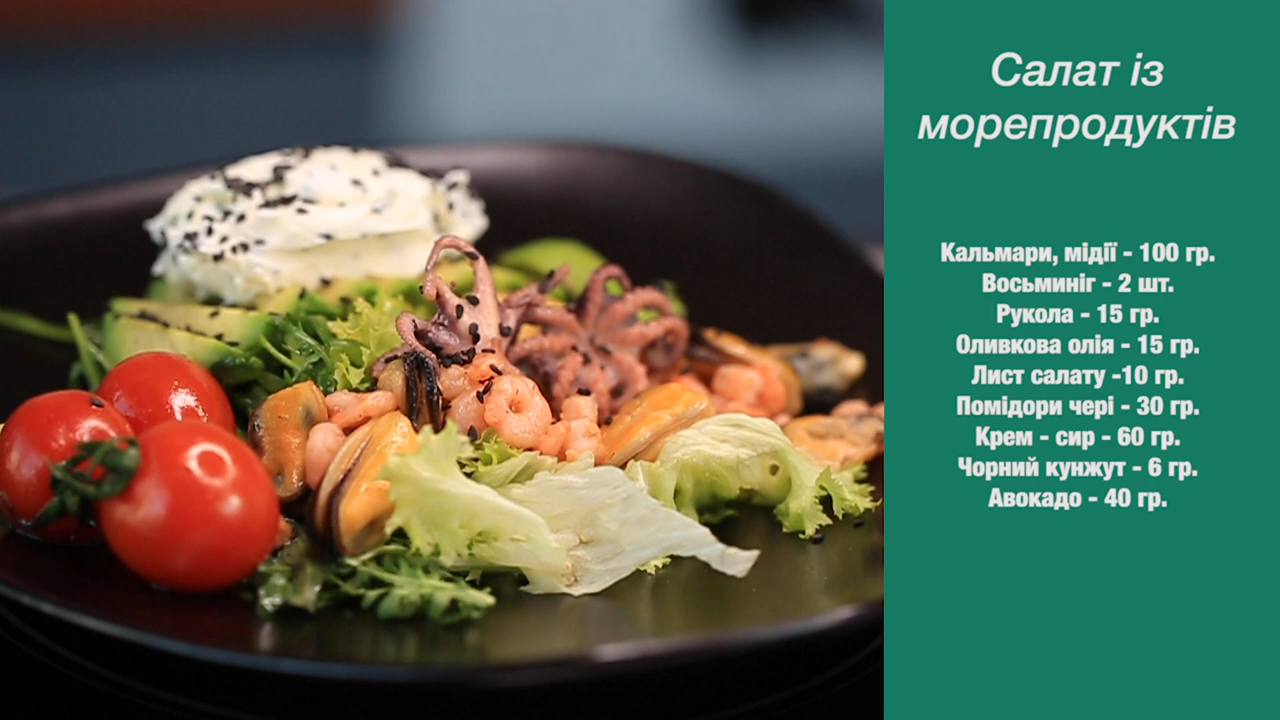 Салат із
морепродуктів
Кальмари, мідії - 100 гр.
Восьминіг - 2 шт.
Рукола - 15 гр.
Оливкова олія - 15 гр.
Лист салату -10 гр.
Помідори чері - 30 гр.
Крем - сир - 60 гр.
Чорний кунжут - 6 гр.
Авокадо - 40 гр.